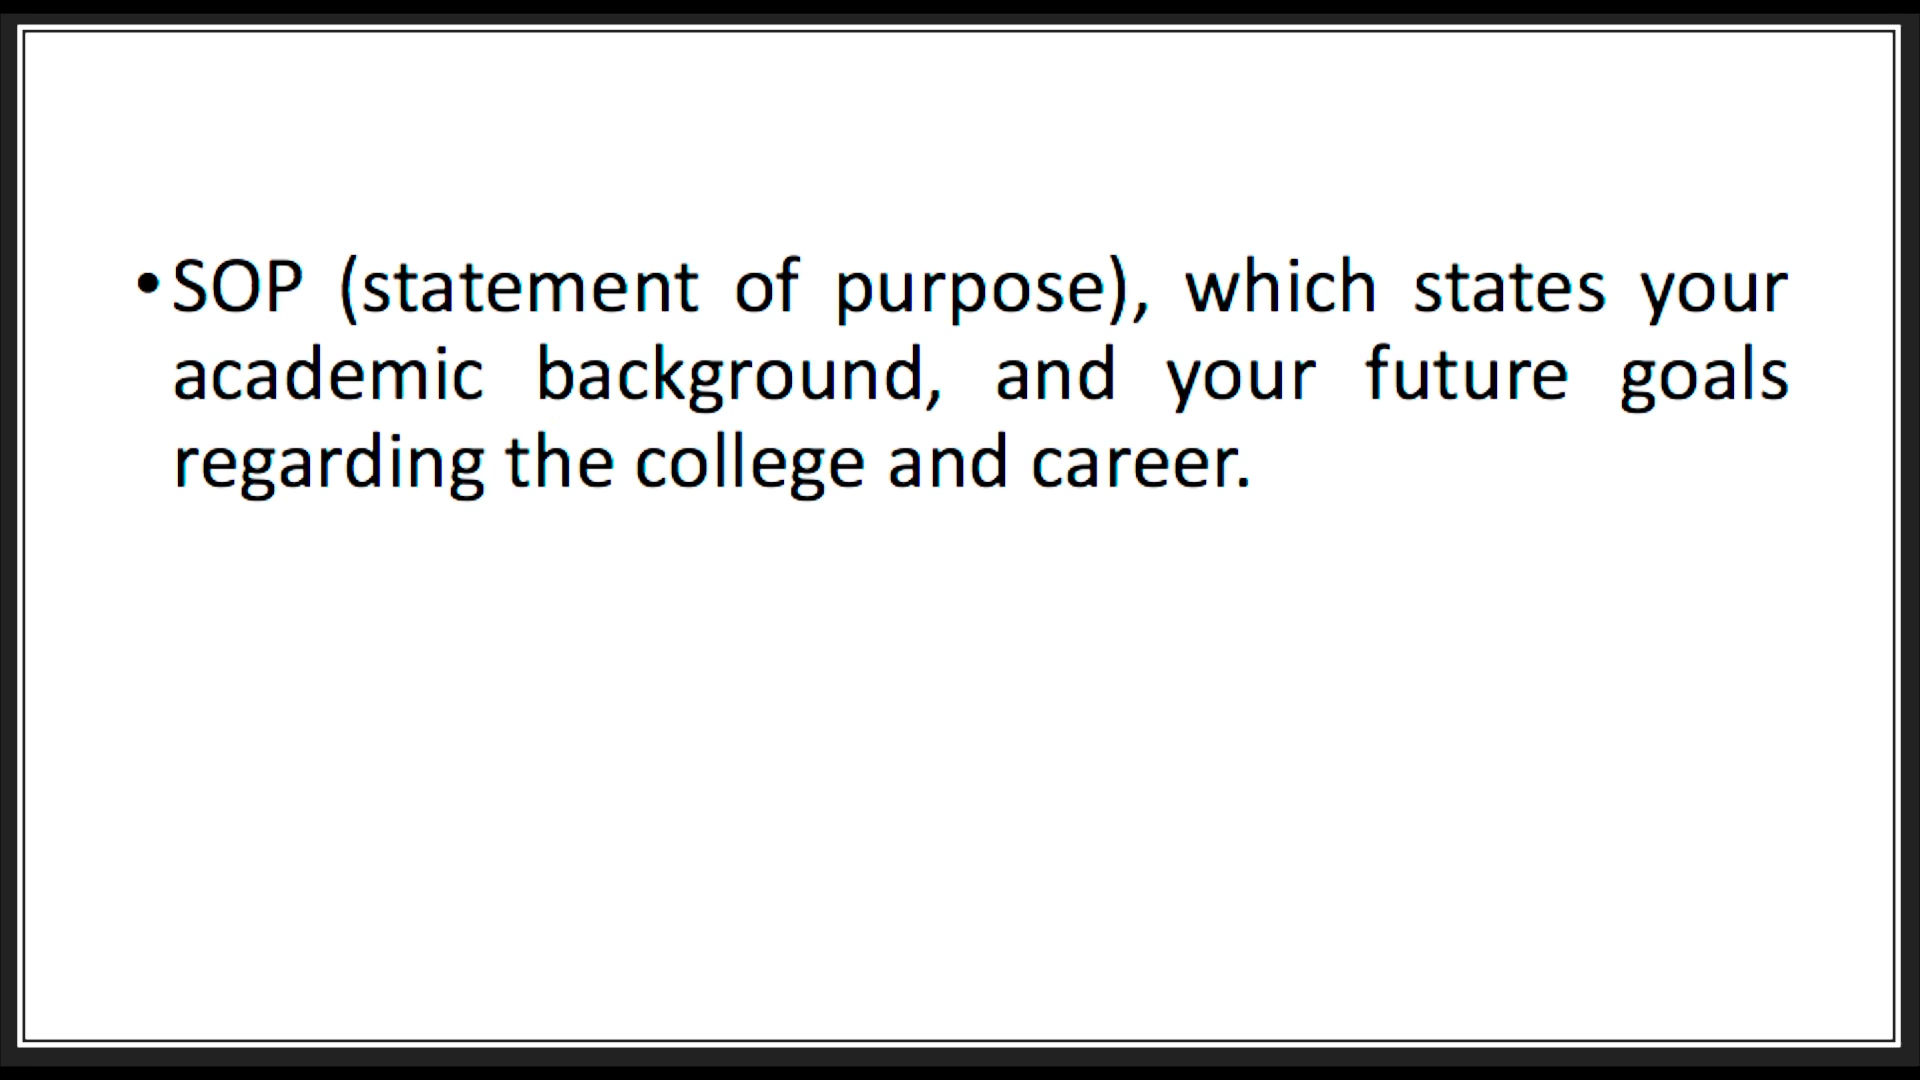 •SOP (statement of purpose), which states your
academic background, and your future goals
regarding the college and career.